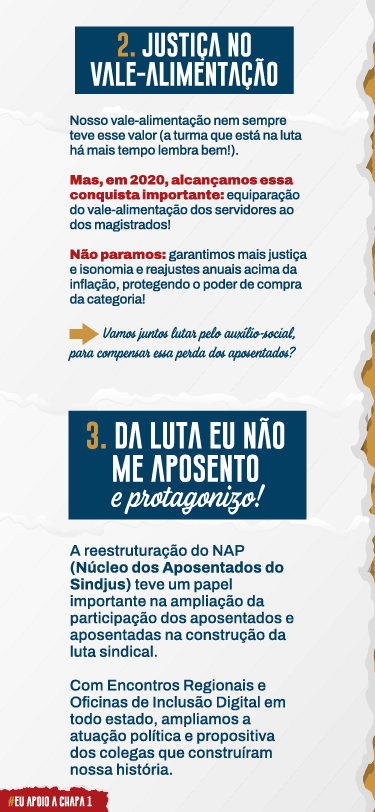 2. JUSTIÇA NO
VALE-ALIMENTAÇÃO
Nosso vale-alimentação nem sempre
teve esse valor (a turma que está na luta
há mais tempo lembra bem!).
Mas, em 2020, alcançamos essa
conquista importante: equiparação
do vale-alimentação dos servidores ao
dos magistrados!
Não paramos: garantimos mais justiça
e isonomia e reajustes anuais acima da
inflação, protegendo o poder de compra
da categoria!
Vamos juntos lutar pelo auxílio-social,
para compensar essa perda dos aposentados?
3. DA LUTA EU NÃO
ME APOSENTO
e protagonizo!
A reestruturação do NAP
(Núcleo dos Aposentados do
Sindjus) teve um papel
importante na ampliação da
participação dos aposentados e
aposentadas na construção da
luta sindical.
Com Encontros Regionais e
Oficinas de Inclusão Digital em
todo estado, ampliamos a
atuação política e propositiva
dos colegas que construíram
nossa história.
#EU APOIO A CHAPA 1